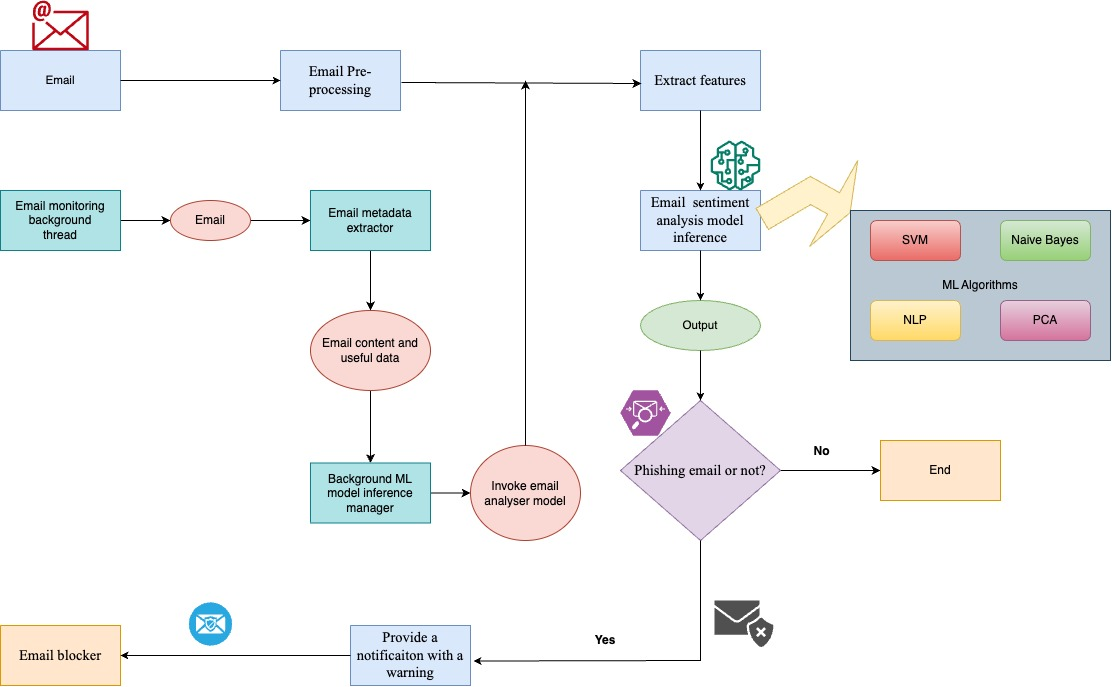 @
Email
Email Pre-
processing
Extract features
Email monitoring
background
thread
Email
Email metadata
extractor
Email sentiment
analysis model
inference
SVM
Naive Bayes
ML Algorithms
NLP
PCA
Output
Email content and
useful data
Phishing email or not?
No
End
Background ML
model inference
manager
Invoke email
analyser model
Yes
Provide a
notificaiton with a
warning
Email blocker